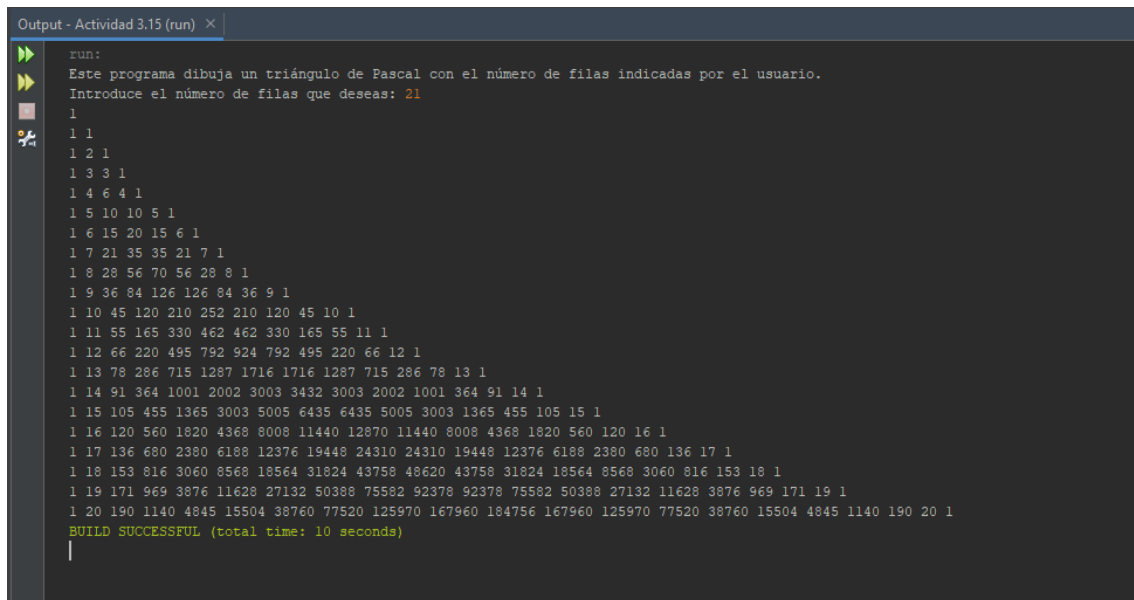 Output - Actividad 3.15 (run) ×
run:
Este programa dibuja un triángulo de Pascal con el número de filas indicadas por el usuario.
Introduce el número de filas que deseas: 21
1
1 1
1 2 1
1 3 3 1
1 4 6 4 1
1 5 10 10 5 1
1 6 15 20 15 6 1
1 7 21 35 35 21 7 1
1 8 28 56 70 56 28 8 1
1 9 36 84 126 126 84 36 9 1
1 10 45 120 210 252 210 120 45 10 1
1 11 55 165 330 462 462 330 165 55 11 1
1 12 66 220 495 792 924 792 495 220 66 12 1
1 13 78 286 715 1287 1716 1716 1287 715 286 78 13 1
1 14 91 364 1001 2002 3003 3432 3003 2002 1001 364 91 14 1
1 15 105 455 1365 3003 5005 6435 6435 5005 3003 1365 455 105 15 1
1 16 120 560 1820 4368 8008 11440 12870 11440 8008 4368 1820 560 120 16 1
1 17 136 680 2380 6188 12376 19448 24310 24310 19448 12376 6188 2380 680 136 17 1
1 18 153 816 3060 8568 18564 31824 43758 48620 43758 31824 18564 8568 3060 816 153 18 1
1 19 171 969 3876 11628 27132 50388 75582 92378 92378 75582 50388 27132 11628 3876 969 171 19 1
1 20 190 1140 4845 15504 38760 77520 125970 167960 184756 167960 125970 77520 38760 15504 4845 1140 190 20 1
BUILD SUCCESSFUL (total time: 10 seconds)